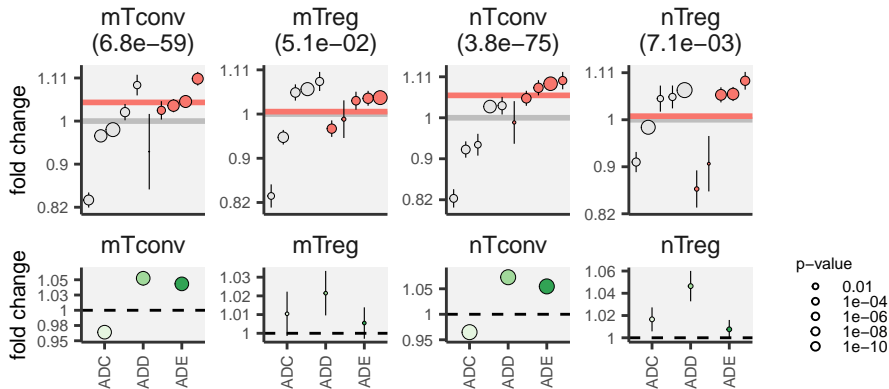 mTconv
(6.8e−59)
mTreg
(5.1e−02)
nTconv
(3.8e−75)
nTreg
(7.1e−03)
fold change
1.11
1
0.9
0.82
1.11
1
0.9
0.82
1.11
1
0.9
0.82
1.11
1
0.9
0.82
mTconv
mTreg
nTconv
nTreg
fold change
1.05
1.03
1
0.98
0.95
1.03
1.02
1.01
1
1.05
1
0.95
1.06
1.04
1.02
1
ADC
ADD
ADE
ADC
ADD
ADE
ADC
ADD
ADE
ADC
ADD
ADE
p−value
0.01
1e−04
1e−06
1e−08
1e−10